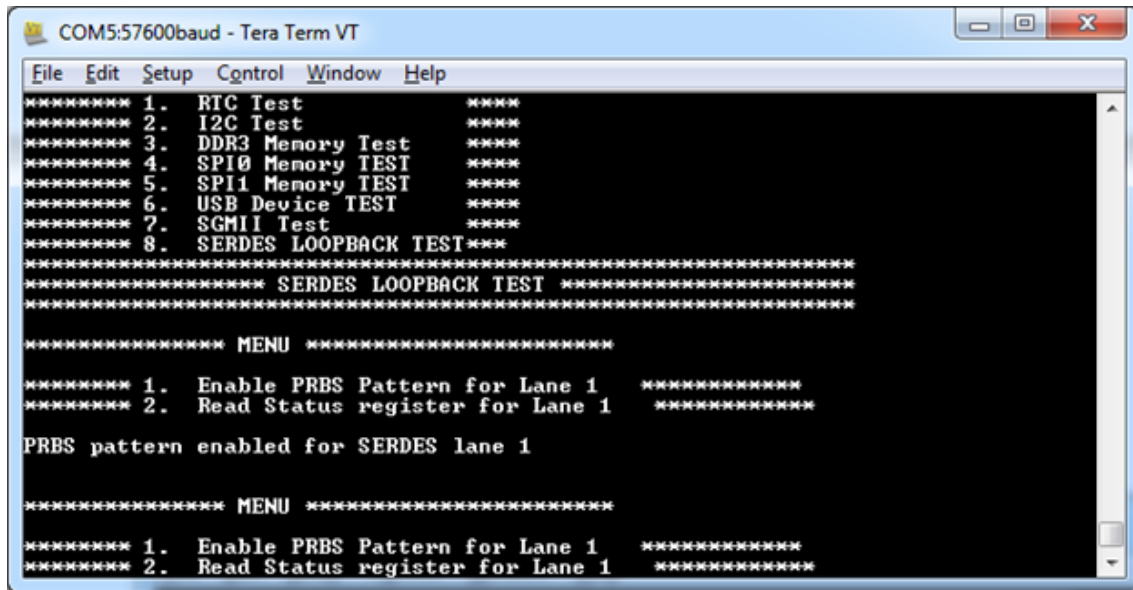 COM5:57600baud - Tera Term VT
File Edit Setup Control Window Help
******** 1.  RTC Test            ****
******** 2.  I2C Test            ****
******** 3.  DDR3 Memory Test    ****
******** 4.  SPI0 Memory TEST    ****
******** 5.  SPI1 Memory TEST    ****
******** 6.  USB Device TEST     ****
******** 7.  SGMII Test          ****
******** 8.  SERDES LOOPBACK TEST***
**************************************************************
****************** SERDES LOOPBACK TEST **********************
**************************************************************
*************** MENU ***********************
******** 1.  Enable PRBS Pattern for Lane 1   ************
******** 2.  Read Status register for Lane 1   ************
PRBS pattern enabled for SERDES lane 1
*************** MENU ***********************
******** 1.  Enable PRBS Pattern for Lane 1   ************
******** 2.  Read Status register for Lane 1   ************